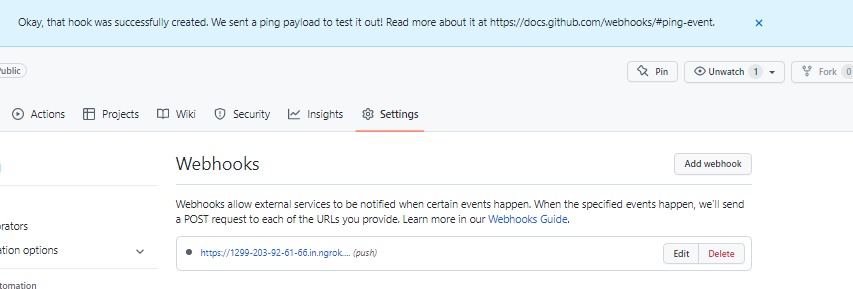 Okay, that hook was successfully created. We sent a ping payload to test it out! Read more about it at https://docs.github.com/webhooks/#ping-event.
Public
Pin
Unwatch 1
Fork 0
Actions
Projects
Wiki
Security
Insights
Settings
Webhooks
Add webhook
Webhooks allow external services to be notified when certain events happen. When the specified events happen, we'll send
a POST request to each of the URLs you provide. Learn more in our Webhooks Guide.
rators
ation options
https://1299-203-92-61-66.in.ngrok.... (push)
Edit
Delete
tomation